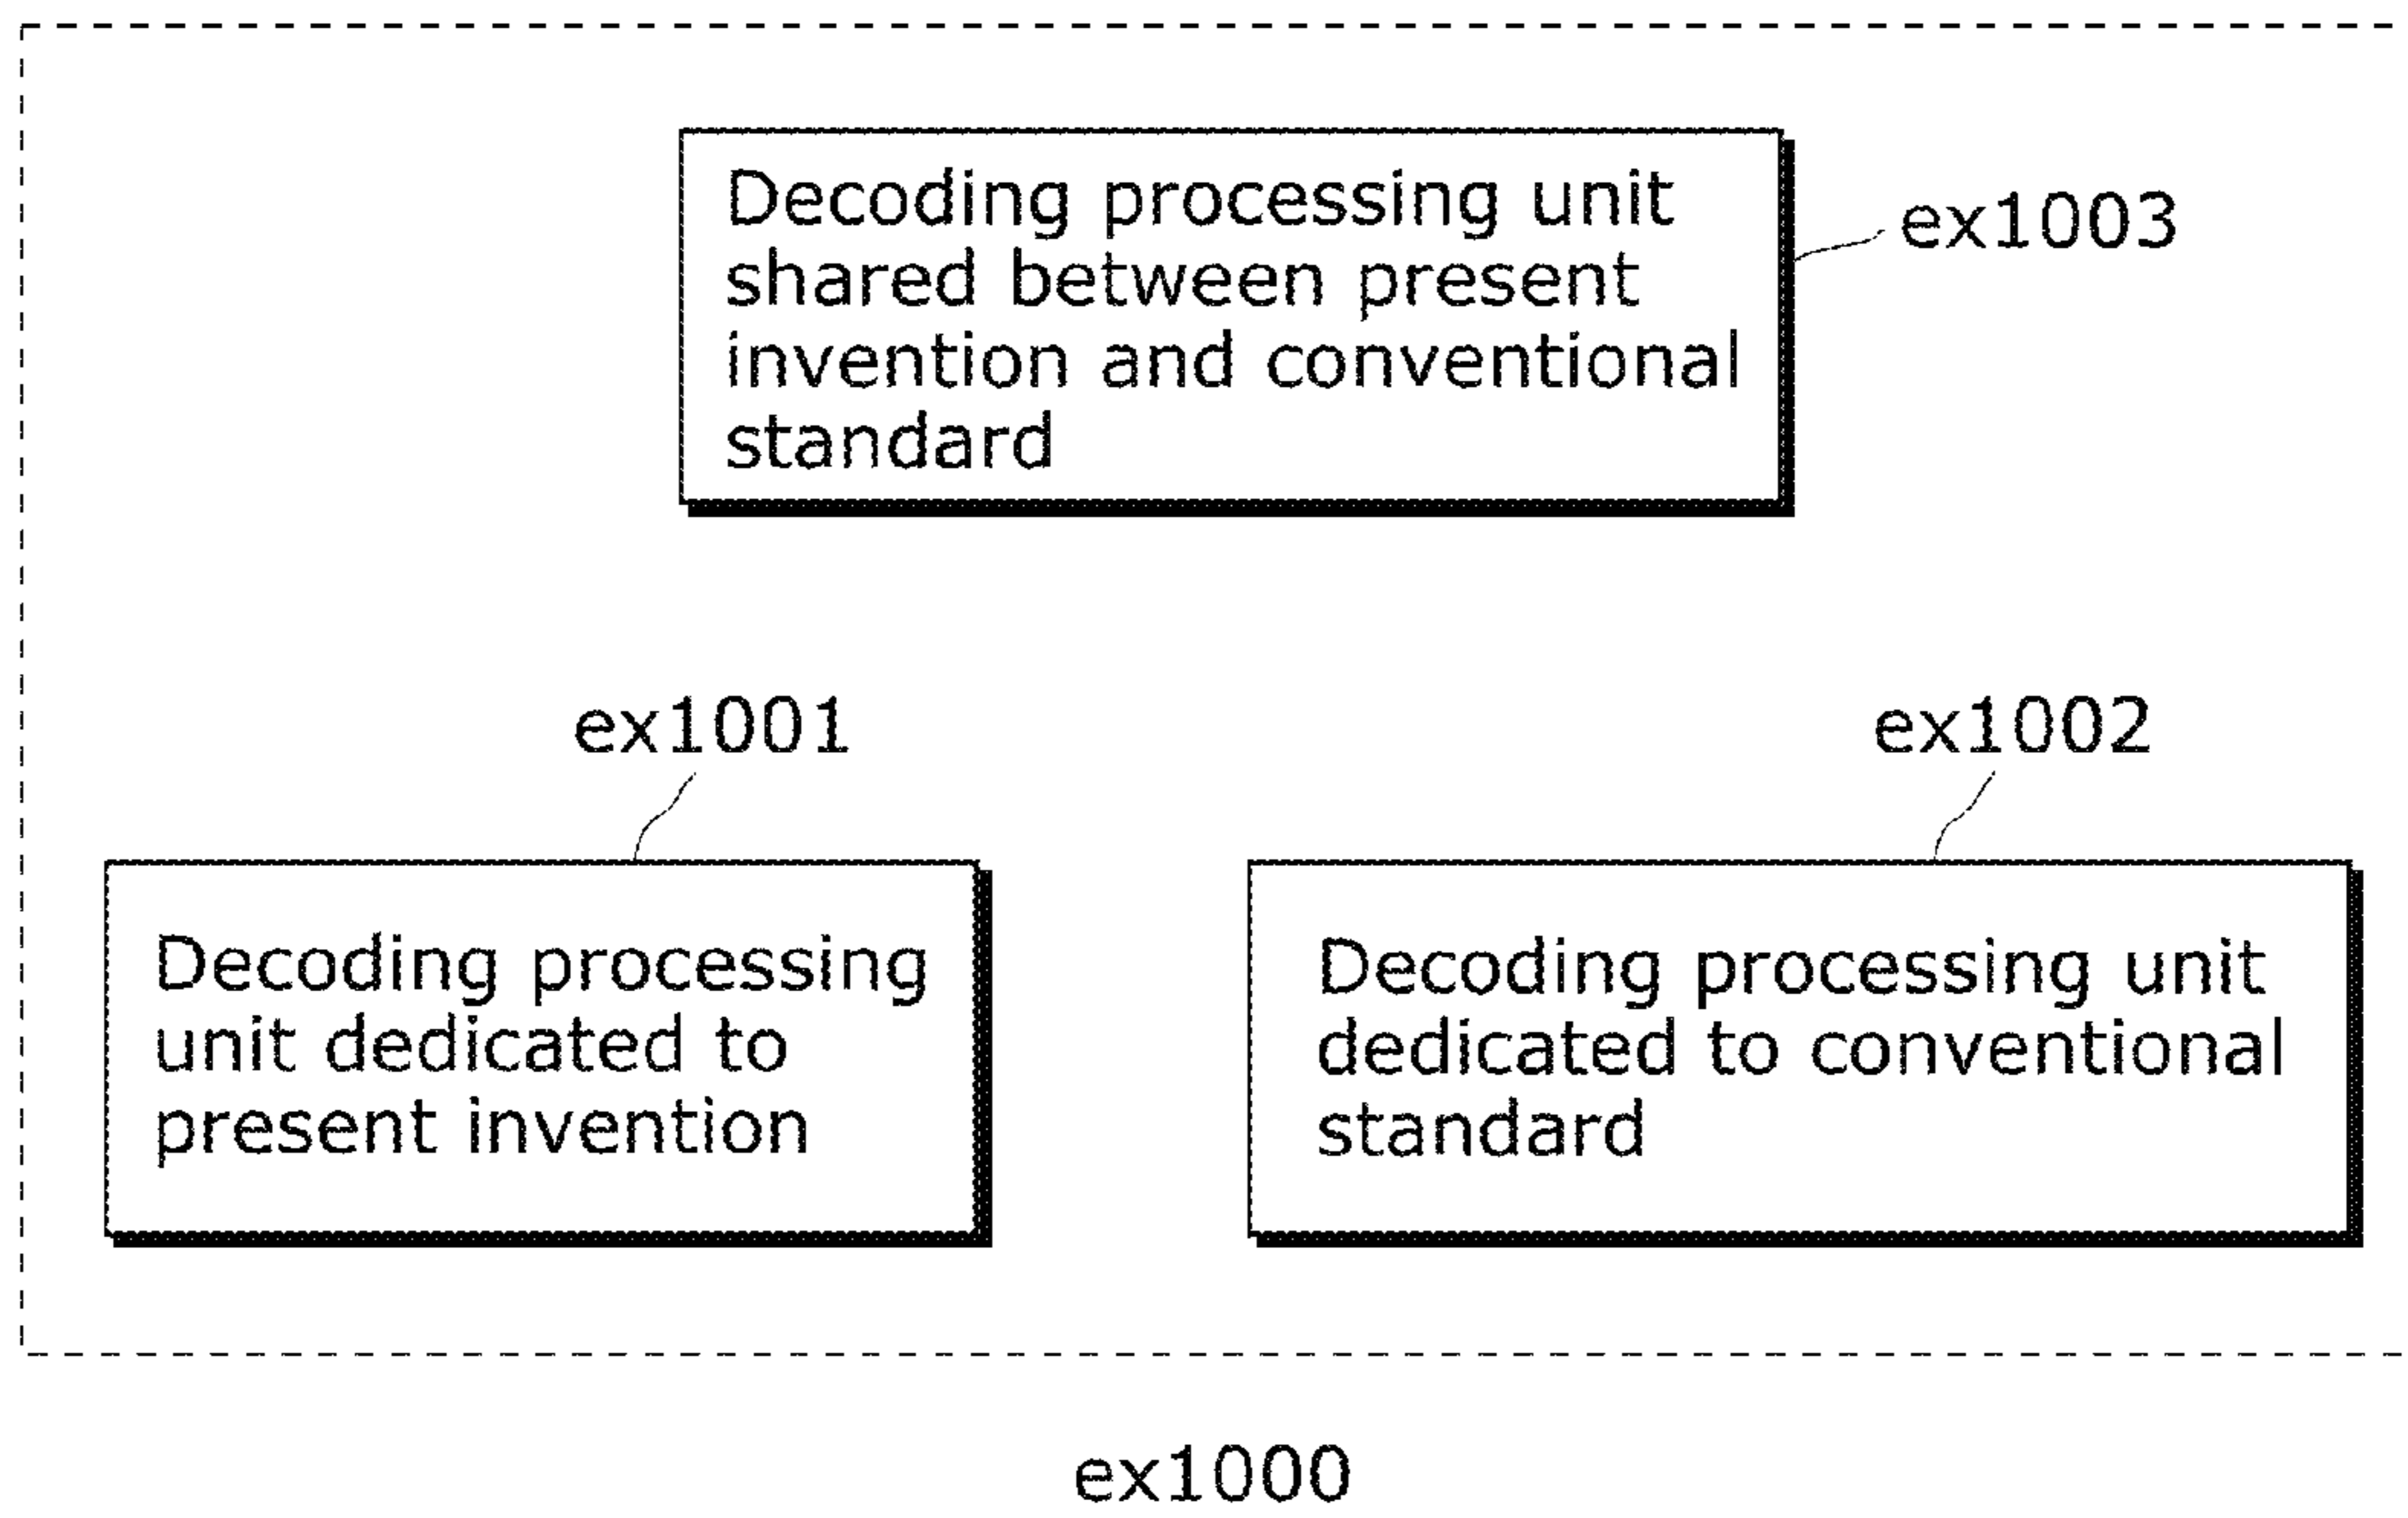 Decoding processing unit
shared between present
invention and conventional
standard
ex1003
ex1001
ex1002
Decoding processing
unit dedicated to
present invention
Decoding processing unit
dedicated to conventional
standard
ex1000